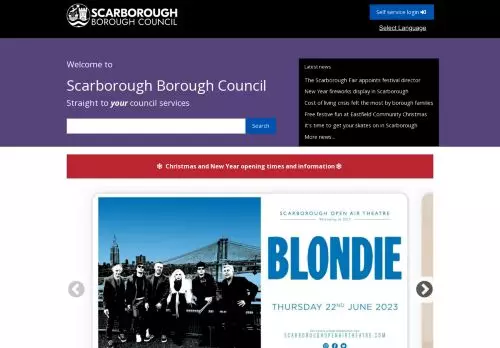 SCARBOROUGH
BOROUGH COUNCIL
Self service login
Select Language
Welcome to
Scarborough Borough Council
Straight to your council services
Search
Latest news
The Scarborough Fair appoints festival director
New Year fireworks display in Scarborough
Cost of living crisis felt the most by borough families
Free festive fun at Eastfield Community Christmas
It's time to get your skates on in Scarborough
More news...
Christmas and New Year opening times and information
SCARBOROUGH OPEN AIR THEATRE
BLONDIE
THURSDAY 22ND JUNE 2023
SCARBOROUGHOPENAIRTHEATRE.COM